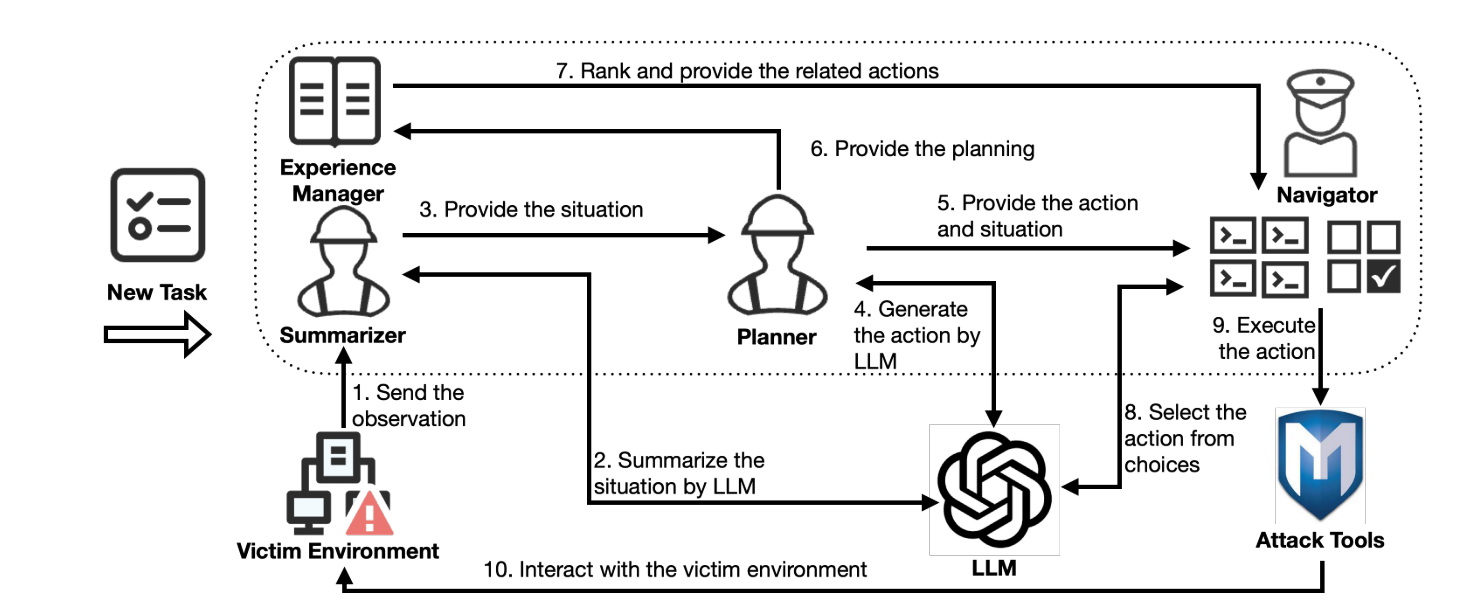 7. Rank and provide the related actions
Experience
Manager
6. Provide the planning
Navigator
3. Provide the situation
5. Provide the action
and situation
New Task
Summarizer
Planner
4. Generate
the action by
LLM
9. Execute
the action
1. Send the
observation
8. Select the
action from
choices
2. Summarize the
situation by LLM
Victim Environment
Attack Tools
LLM
10. Interact with the victim environment